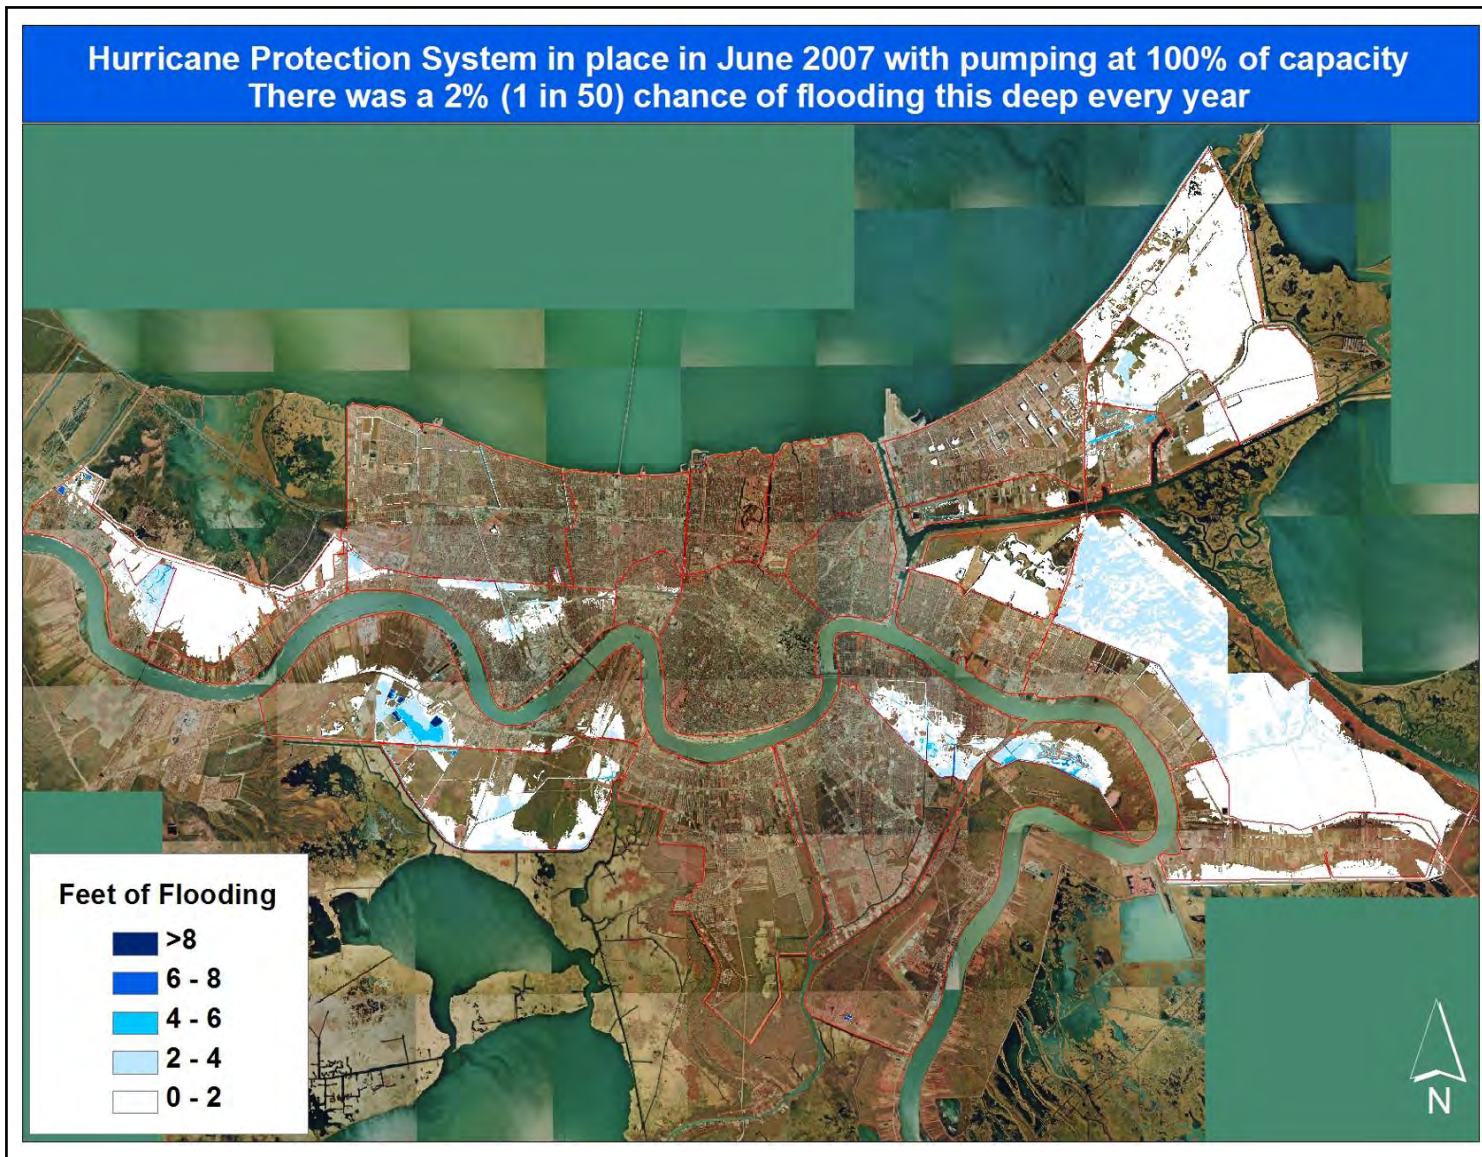 Hurricane Protection System in place in June 2007 with pumping at 100% of capacity
There was a 2% (1 in 50) chance of flooding this deep every year
Feet of Flooding
>8
6 - 8
4 - 6
2 - 4
0 - 2
N